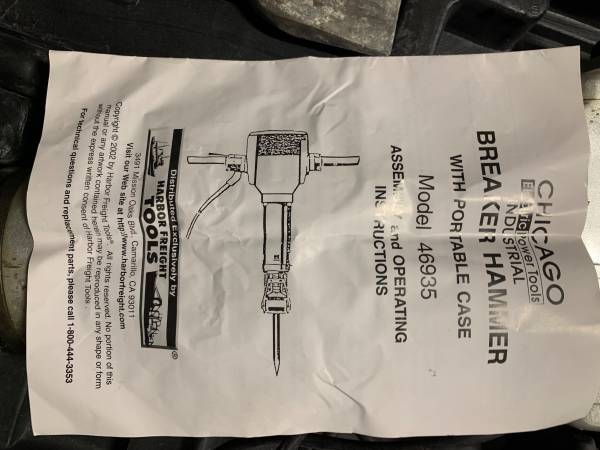 CHICAGO
Electric Power Tools
INDUSTRIAL
BREAKER HAMMER
WITH PORTABLE CASE
Model 46935
ASSEMBLY and OPERATING
INSTRUCTIONS
Distributed Exclusively by
HARBOR FREIGHT
TOOLS
®
3491 Mission Oaks Blvd., Camarillo, CA 93011
Visit our Web site at http://www.harborfreight.com
Copyright © 2002 by Harbor Freight Tools®. All rights reserved. No portion of this
manual or any artwork contained herein may be reproduced in any shape or form
without the express written consent of Harbor Freight Tools.
For technical questions and replacement parts, please call 1-800-444-3353